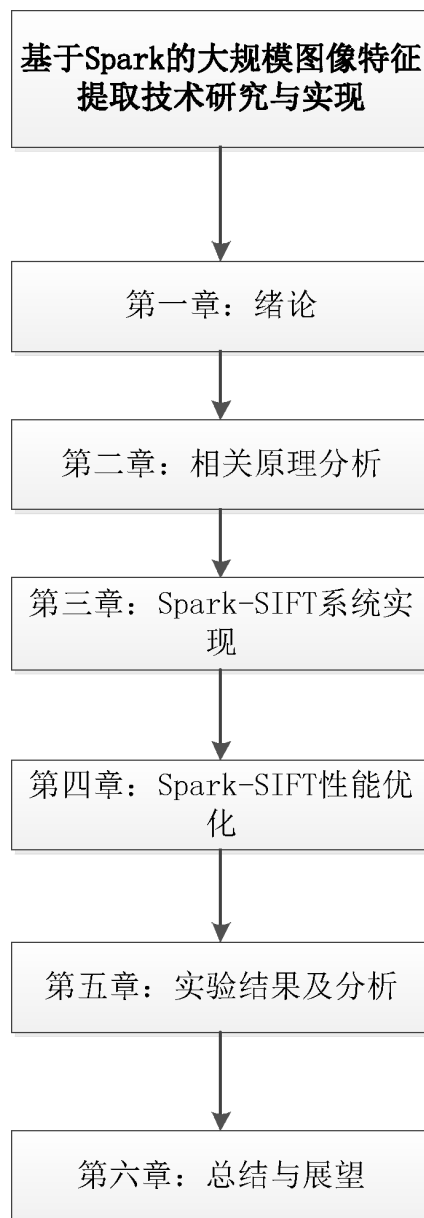 基于Spark的大规模图像特征
提取技术研究与实现
第一章：绪论
第二章：相关原理分析
第三章：Spark-SIFT系统实
现
第四章：Spark-SIFT性能优
化
第五章：实验结果及分析
第六章：总结与展望